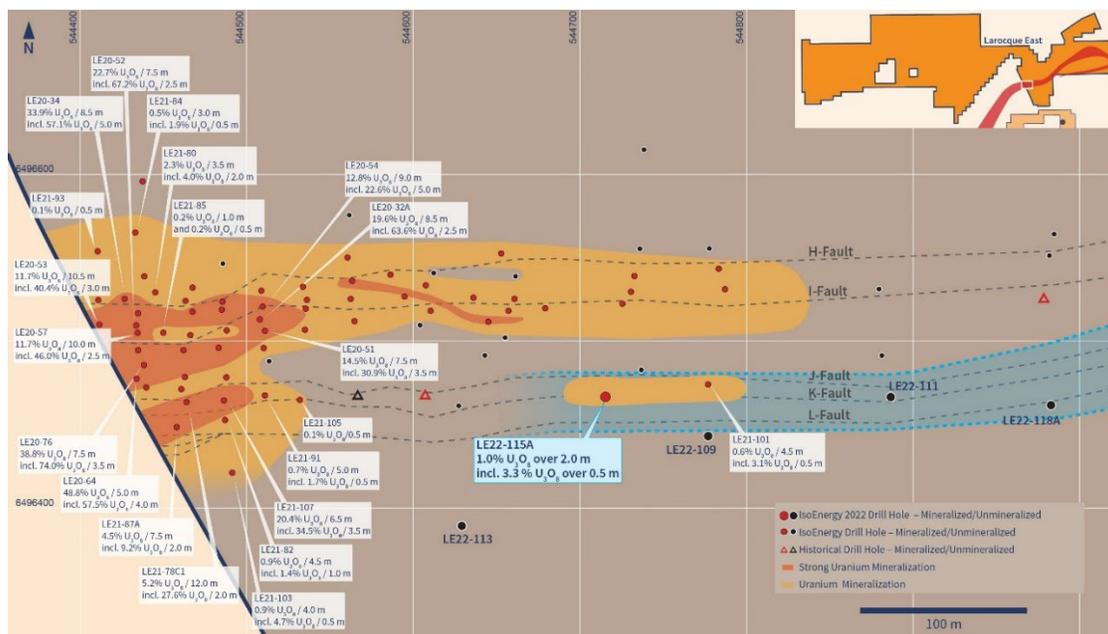 544400
544500
544600
544700
544800
N
Larocque East
LE20-52
22.7% U₃O₈ / 7.5 m
incl. 67.2% U₃O₈ / 2.5 m
LE20-34
33.9% U₃O₈ / 8.5 m
incl. 57.1% U₃O₈ / 5.0 m
LE21-84
0.5% U₃O₈ / 3.0 m
incl. 1.9% U₃O₈ / 0.5 m
LE21-80
2.3% U₃O₈ / 3.5 m
incl. 4.0% U₃O₈ / 2.0 m
6496600
LE20-54
12.8% U₃O₈ / 9.0 m
incl. 22.6% U₃O₈ / 5.0 m
LE21-93
0.1% U₃O₈ / 0.5 m
LE21-85
0.2% U₃O₈ / 1.0 m
and 0.2% U₃O₈ / 0.5 m
LE20-32A
19.6% U₃O₈ / 8.5 m
incl. 63.6% U₃O₈ / 2.5 m
H-Fault
LE20-53
11.7% U₃O₈ / 10.5 m
incl. 40.4% U₃O₈ / 3.0 m
I-Fault
LE20-57
11.7% U₃O₈ / 10.0 m
incl. 46.0% U₃O₈ / 2.5 m
LE20-51
14.5% U₃O₈ / 7.5 m
incl. 30.9% U₃O₈ / 3.5 m
J-Fault
K-Fault
LE22-111
L-Fault
LE22-118A
LE21-105
0.1% U₃O₈/0.5 m
LE22-115A
1.0% U₃O₈ over 2.0 m
incl. 3.3 % U₃O₈ over 0.5 m
LE22-109
LE21-101
0.6% U₃O₈ / 4.5 m
incl. 3.1% U₃O₈ / 0.5 m
LE20-76
38.8% U₃O₈ / 7.5 m
incl. 74.0% U₃O₈ / 3.5 m
LE21-91
0.7% U₃O₈ / 5.0 m
incl. 1.7% U₃O₈ / 0.5 m
LE20-64
48.8% U₃O₈ / 5.0 m
incl. 57.5% U₃O₈ / 4.0 m
6496400
LE21-107
20.4% U₃O₈ / 6.5 m
incl. 34.5% U₃O₈ / 3.5 m
LE21-87A
4.5% U₃O₈ / 7.5 m
incl. 9.2% U₃O₈ / 2.0 m
LE22-113
LE21-82
0.9% U₃O₈ / 4.5 m
incl. 1.4% U₃O₈ / 1.0 m
LE21-78C1
5.2% U₃O₈ / 12.0 m
incl. 27.6% U₃O₈ / 2.0 m
LE21-103
0.9% U₃O₈ / 4.0 m
incl. 4.7% U₃O₈ / 0.5 m
IsoEnergy 2022 Drill Hole – Mineralized/Unmineralized
IsoEnergy Drill Hole – Mineralized/Unmineralized
Historical Drill Hole – Mineralized/Unmineralized
Strong Uranium Mineralization
Uranium Mineralization
100 m